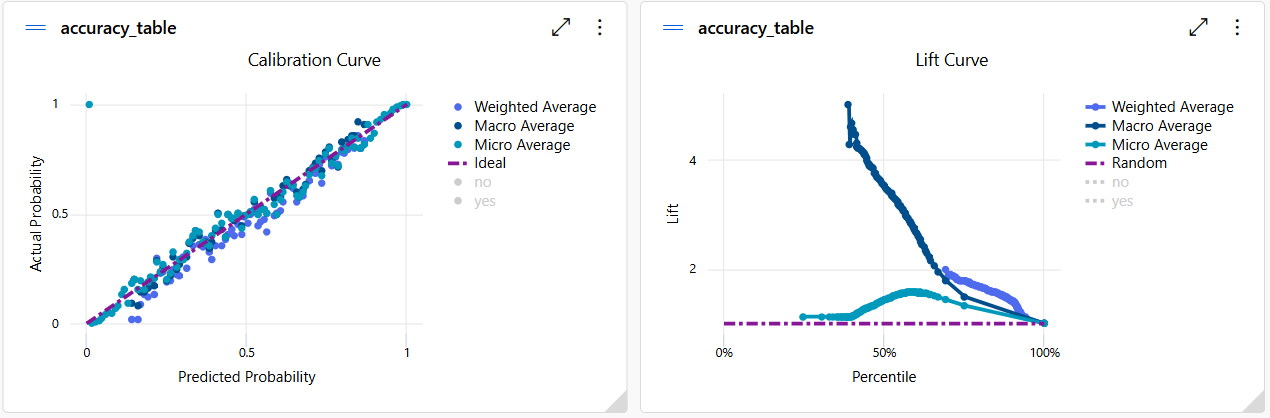 accuracy_table
Calibration Curve
Actual Probability
1
0.5
0
0
0.5
1
Predicted Probability
Weighted Average
Macro Average
Micro Average
Ideal
no
yes
accuracy_table
Lift Curve
Lift
4
2
0%
50%
100%
Percentile
Weighted Average
Macro Average
Micro Average
Random
no
yes